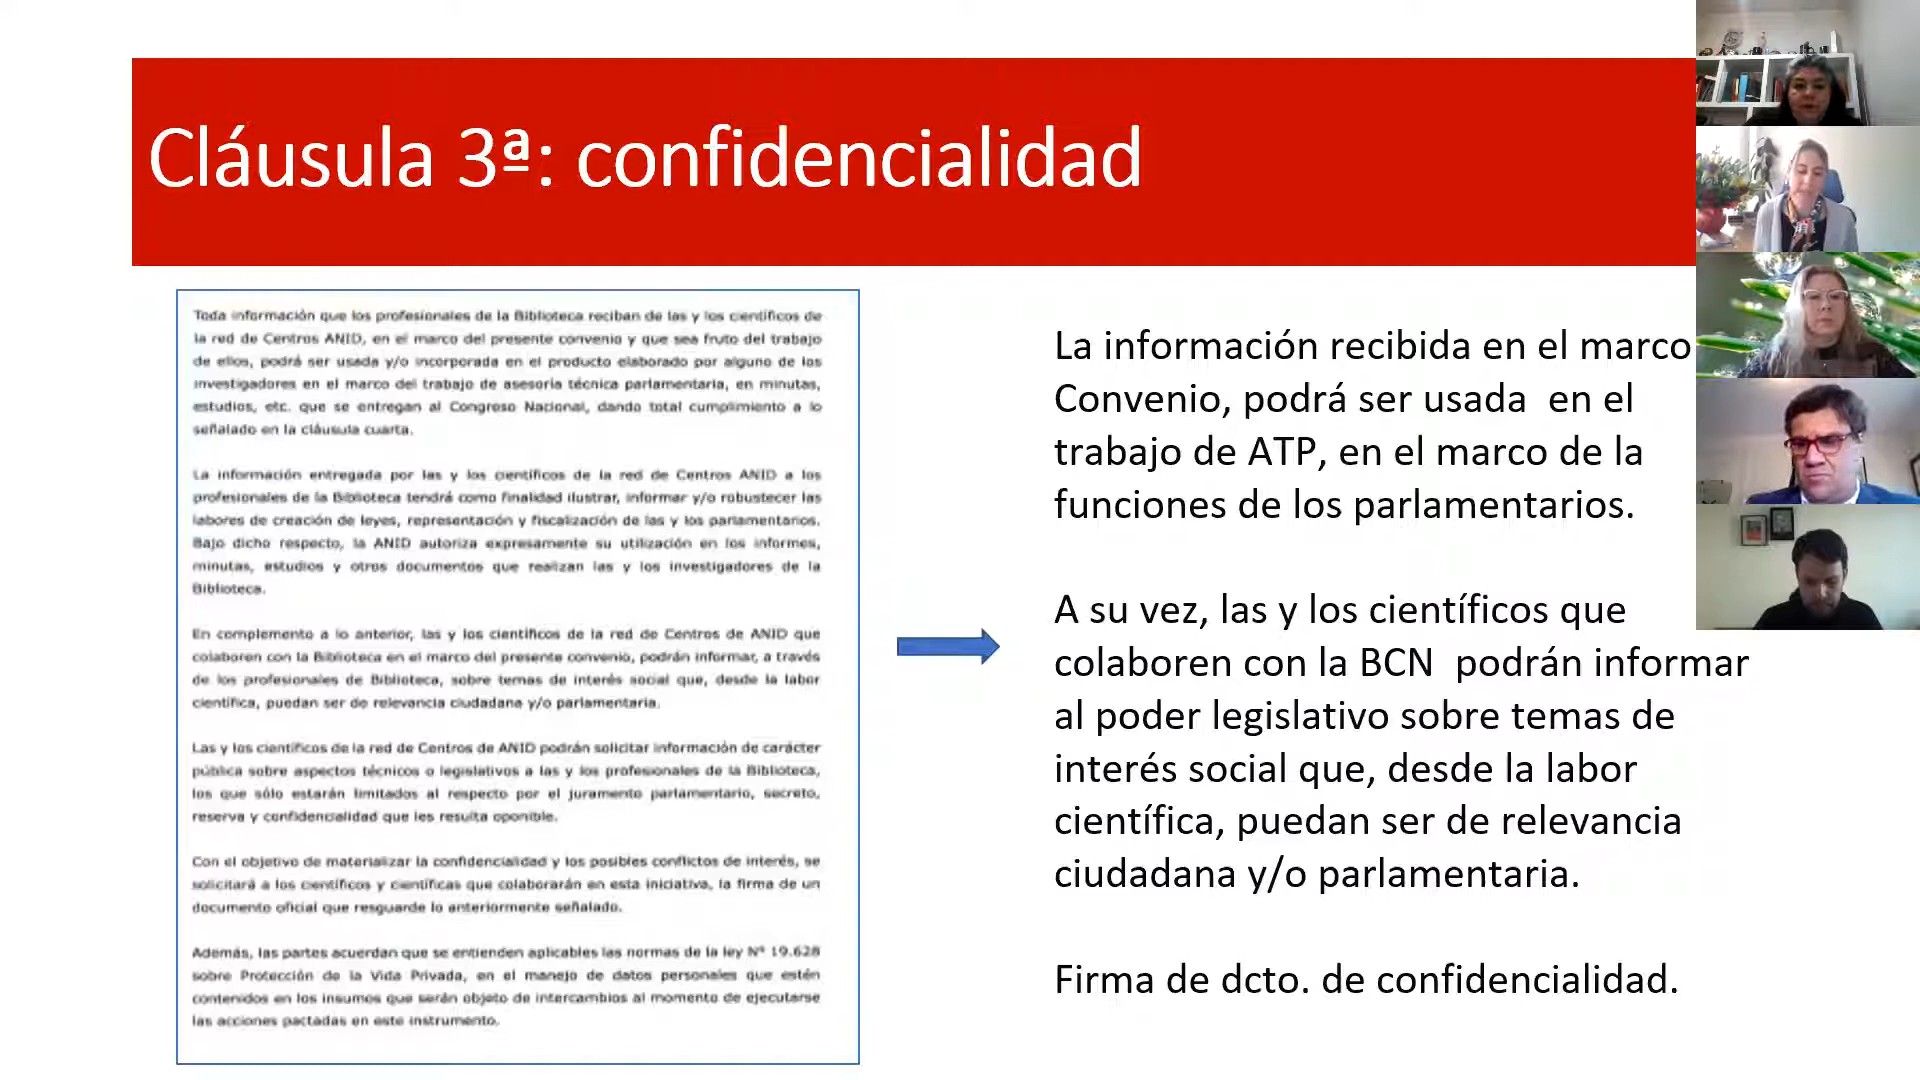 Cláusula 3ª: confidencialidad
Toda información que los profesionales de la Biblioteca reciban de las y los científicos de
la red de Centros ANID, en el marco del presente convenio y que sea fruto del trabajo
de ellos, podrá ser usada y/o incorporada en el producto elaborado por alguno de los
investigadores en el marco del trabajo de asesoría técnica parlamentaria, en minutas,
estudios, etc. que se entregan al Congreso Nacional, dando total cumplimiento a lo
señalado en la cláusula cuarta.
La información entregada por las y los científicos de la red de Centros ANID a los
profesionales de la Biblioteca tendrá como finalidad ilustrar, informar y/o robustecer las
labores de creación de leyes, representación y fiscalización de las y los parlamentarios.
Bajo dicho respecto, la ANID autoriza expresamente su utilización en los informes,
minutas, estudios y otros documentos que realizan las y los investigadores de la
Biblioteca.
En complemento a lo anterior, las y los científicos de la red de Centros de ANID que
colaboren con la Biblioteca en el marco del presente convenio, podrán informar, a través
de los profesionales de Biblioteca, sobre temas de interés social que, desde la labor
científica, puedan ser de relevancia ciudadana y/o parlamentaria.
Las y los científicos de la red de Centros de ANID podrán solicitar información de carácter
pública sobre aspectos técnicos o legislativos a las y los profesionales de la Biblioteca,
los que sólo estarán limitados al respecto por el juramento parlamentario, secreto,
reserva y confidencialidad que les resulta oponible.
Con el objetivo de materializar la confidencialidad y los posibles conflictos de interés, se
solicitará a los científicos y científicas que colaborarán en esta iniciativa, la firma de un
documento oficial que resguarde lo anteriormente señalado.
Además, las partes acuerdan que se entienden aplicables las normas de la ley Nº 19.628
sobre Protección de la Vida Privada, en el manejo de datos personales que estén
contenidos en los insumos que serán objeto de intercambios al momento de ejecutarse
las acciones pactadas en este instrumento.
La información recibida en el marco
Convenio, podrá ser usada en el
trabajo de ATP, en el marco de la
funciones de los parlamentarios.
A su vez, las y los científicos que
colaboren con la BCN podrán informar
al poder legislativo sobre temas de
interés social que, desde la labor
científica, puedan ser de relevancia
ciudadana y/o parlamentaria.
Firma de dcto. de confidencialidad.